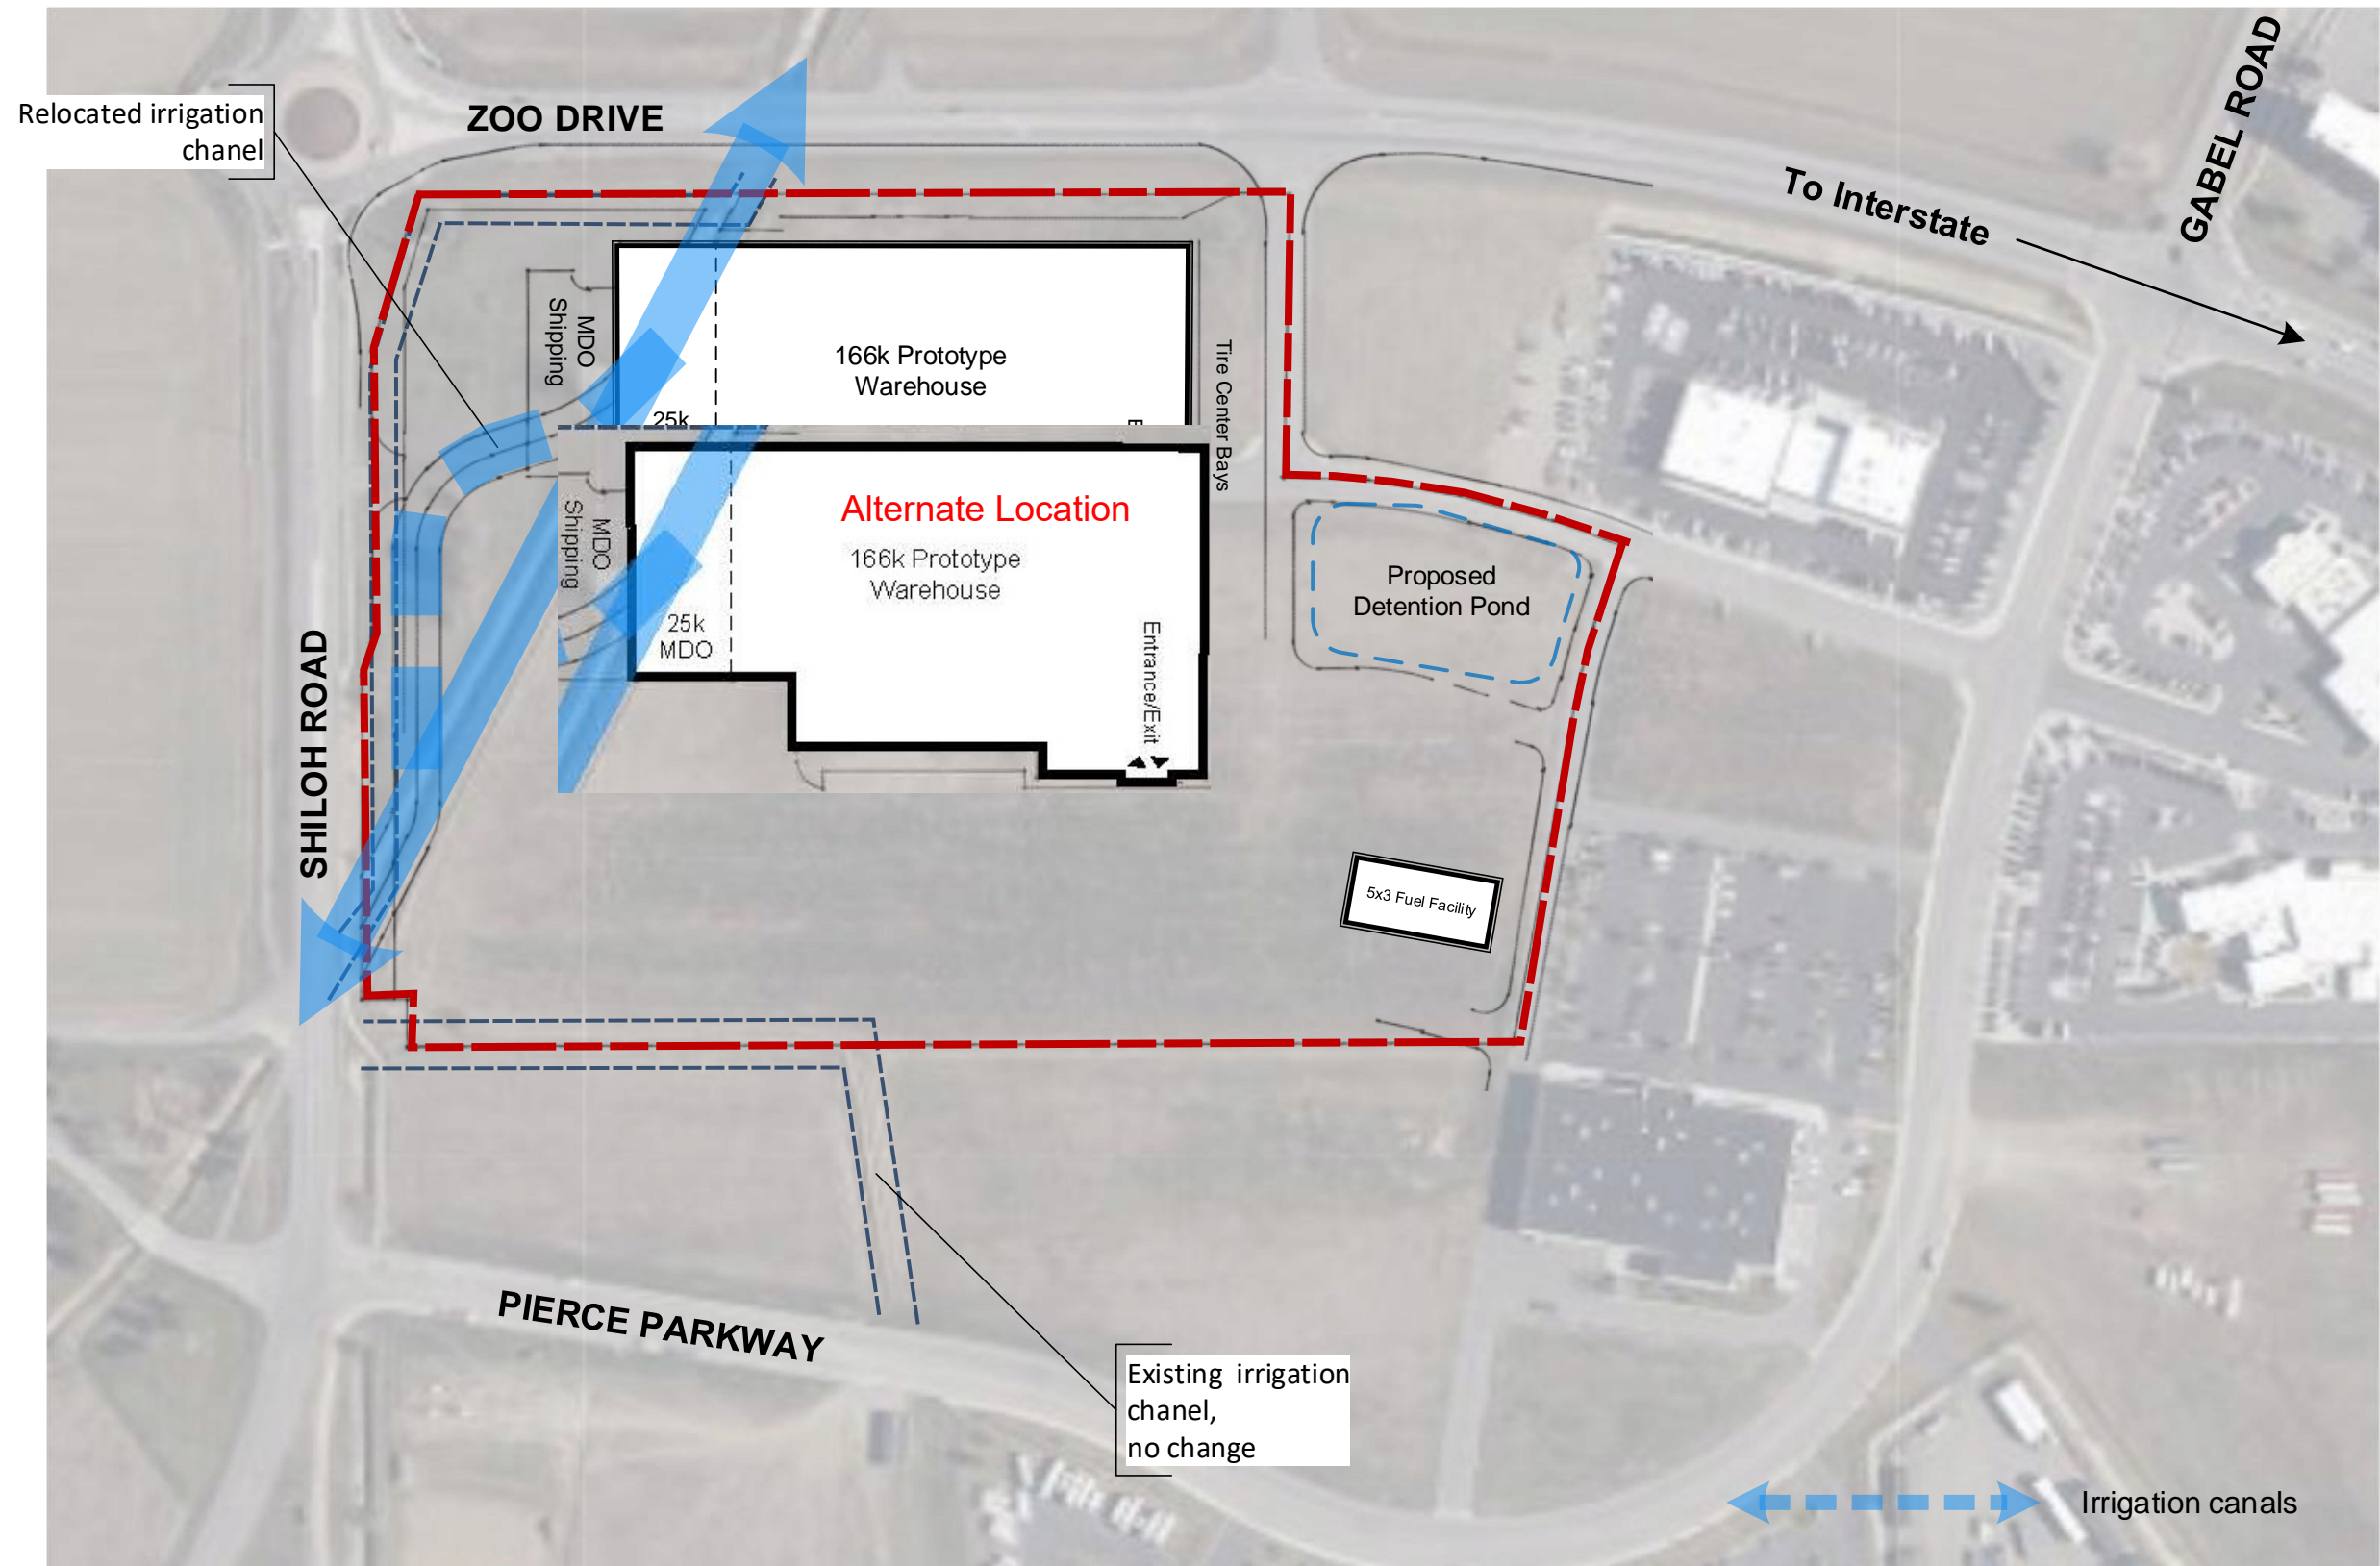 Relocated irrigation
chanel
ZOO DRIVE
GABEL ROAD
To Interstate
MDO
Shipping
166k Prototype
Warehouse
25k
E
Tire Center Bays
Alternate Location
166k Prototype
Warehouse
MDO
Shipping
25k
MDO
Entrance/Exit
Proposed
Detention Pond
SHILOH ROAD
5x3 Fuel Facility
PIERCE PARKWAY
Existing irrigation
chanel,
no change
Irrigation canals